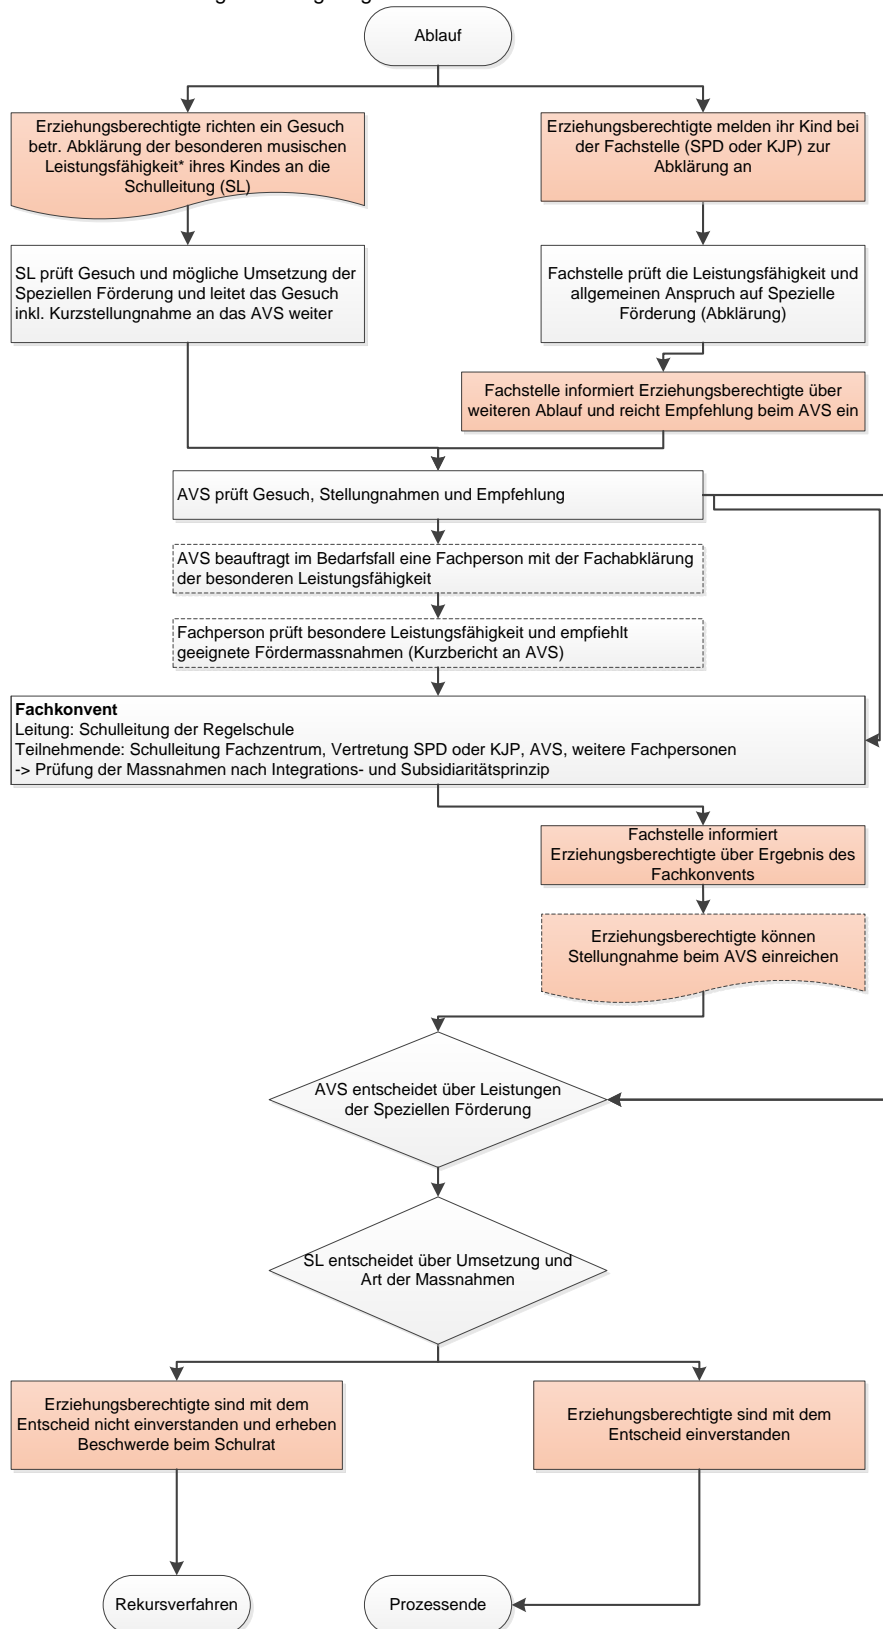 Ablauf
Erziehungsberechtigte richten ein Gesuch
betr. Abklärung der besonderen musischen
Leistungsfähigkeit* ihres Kindes an die
Schulleitung (SL)
Erziehungsberechtigte melden ihr Kind bei
der Fachstelle (SPD oder KJP) zur
Abklärung an
SL prüft Gesuch und mögliche Umsetzung der
Speziellen Förderung und leitet das Gesuch
inkl. Kurzstellungnahme an das AVS weiter
Fachstelle prüft die Leistungsfähigkeit und
allgemeinen Anspruch auf Spezielle
Förderung (Abklärung)
Fachstelle informiert Erziehungsberechtigte über
weiteren Ablauf und reicht Empfehlung beim AVS ein
AVS prüft Gesuch, Stellungnahmen und Empfehlung
AVS beauftragt im Bedarfsfall eine Fachperson mit der Fachabklärung
der besonderen Leistungsfähigkeit
Fachperson prüft besondere Leistungsfähigkeit und empfiehlt
geeignete Fördermassnahmen (Kurzbericht an AVS)
Fachkonvent
Leitung: Schulleitung der Regelschule
Teilnehmende: Schulleitung Fachzentrum, Vertretung SPD oder KJP, AVS, weitere Fachpersonen
-> Prüfung der Massnahmen nach Integrations- und Subsidiaritätsprinzip
Fachstelle informiert
Erziehungsberechtigte über Ergebnis des
Fachkonvents
Erziehungsberechtigte können
Stellungnahme beim AVS einreichen
AVS entscheidet über Leistungen
der Speziellen Förderung
SL entscheidet über Umsetzung und
Art der Massnahmen
Erziehungsberechtigte sind mit dem
Entscheid nicht einverstanden und erheben
Beschwerde beim Schulrat
Erziehungsberechtigte sind mit dem
Entscheid einverstanden
Rekursverfahren
Prozessende